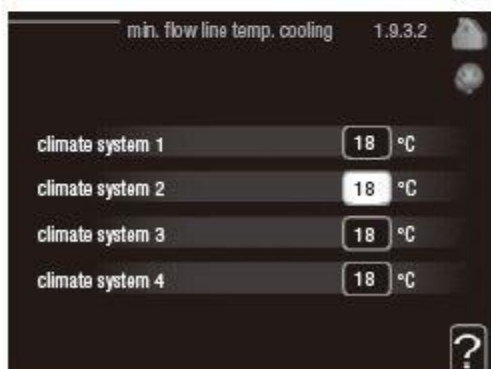 min. flow line temp. cooling 1.9.3.2
climate system 1 18 °C
climate system 2 18 °C
climate system 3 18 °C
climate system 4 18 °C
?